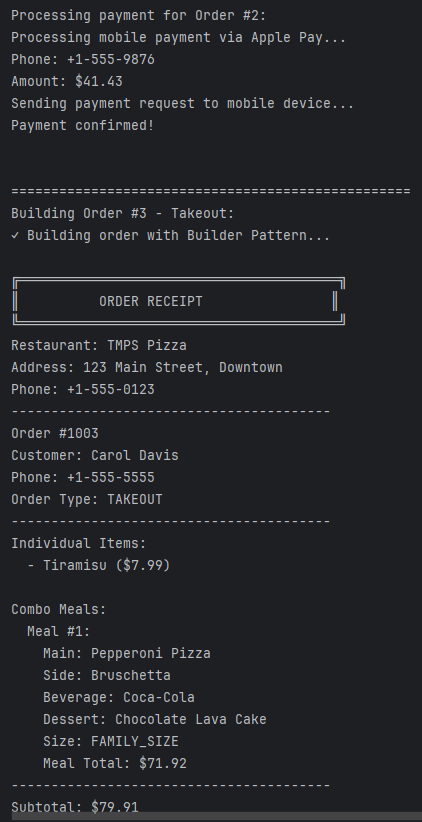 Processing payment for Order #2:
Processing mobile payment via Apple Pay...
Phone: +1-555-9876
Amount: $41.43
Sending payment request to mobile device...
Payment confirmed!
==================================================
Building Order #3 - Takeout:
✓ Building order with Builder Pattern...
╔════════════════════════════════════════╗
║          ORDER RECEIPT                ║
╚════════════════════════════════════════╝
Restaurant: TMPS Pizza
Address: 123 Main Street, Downtown
Phone: +1-555-0123
----------------------------------------
Order #1003
Customer: Carol Davis
Phone: +1-555-5555
Order Type: TAKEOUT
----------------------------------------
Individual Items:
  - Tiramisu ($7.99)
Combo Meals:
  Meal #1:
    Main: Pepperoni Pizza
    Side: Bruschetta
    Beverage: Coca-Cola
    Dessert: Chocolate Lava Cake
    Size: FAMILY_SIZE
    Meal Total: $71.92
----------------------------------------
Subtotal: $79.91